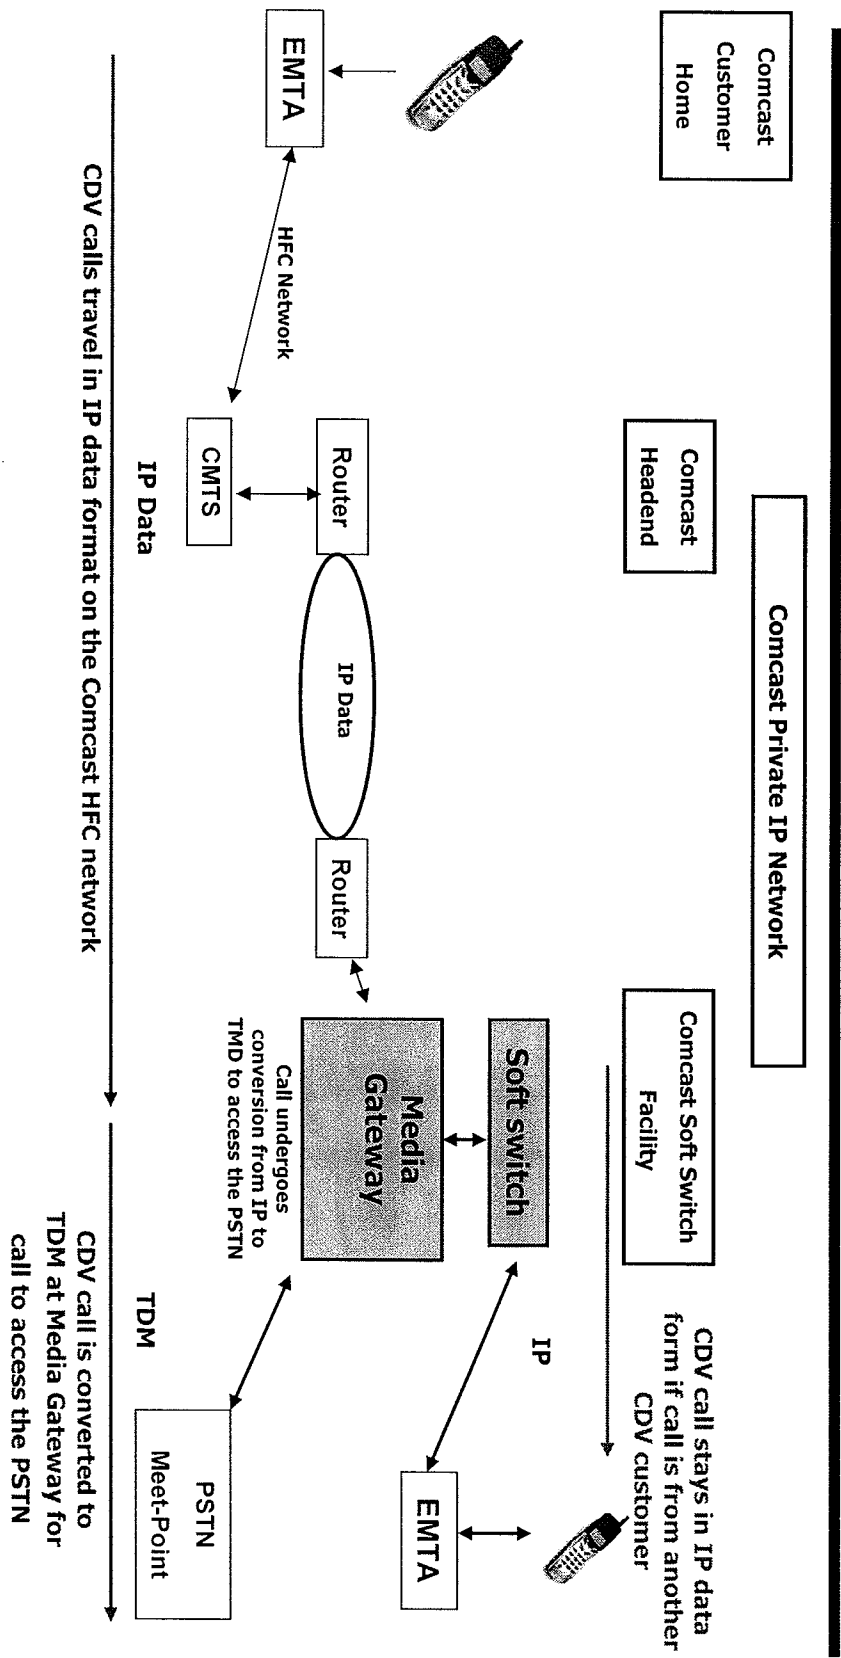 Comcast Private IP Network
Comcast
Customer
Home
Comcast
Headend
Comcast Soft Switch
Facility
CDV call stays in IP data
form if call is from another
CDV customer
EMTA
HFC Network
Router
CMTS
IP Data
Router
Soft switch
Media
Gateway
Call undergoes
conversion from IP to
TMD to access the PSTN
IP
EMTA
PSTN
Meet-Point
IP Data
TDM
CDV calls travel in IP data format on the Comcast HFC network
CDV call is converted to
TDM at Media Gateway for
call to access the PSTN